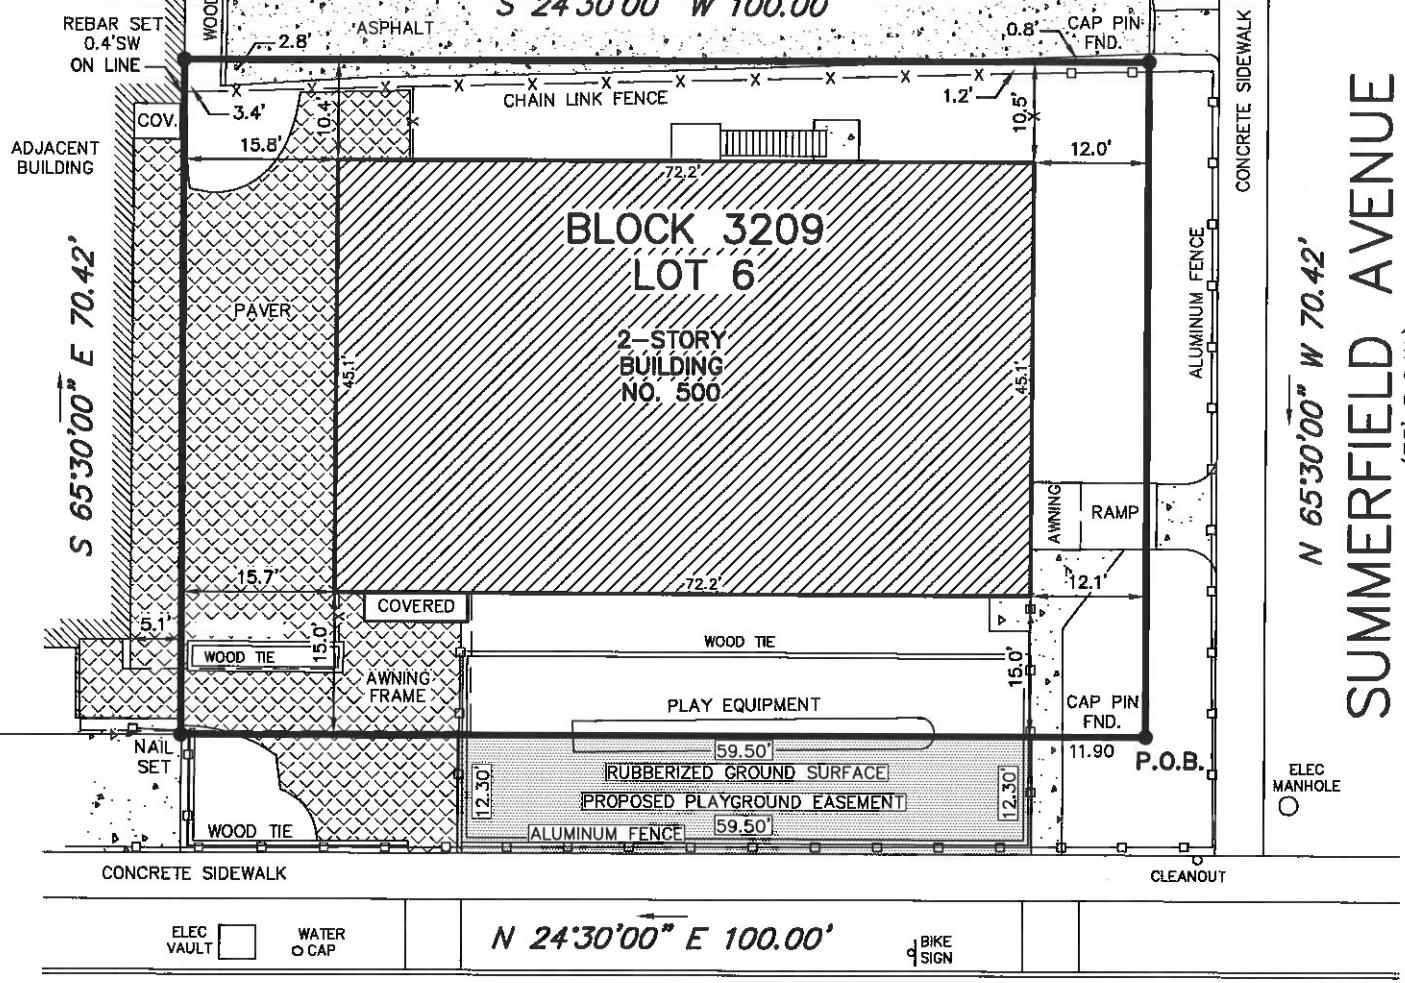 S 24°30'00" W 100.00'
REBAR SET
0.4'SW
ON LINE
WOOD
2.8'
ASPHALT
0.8'
CAP PIN
FND.
CONCRETE SIDEWALK
COV.
3.4'
10.4'
CHAIN LINK FENCE
1.2'
10.5'
ADJACENT
BUILDING
15.8'
72.2'
12.0'
BLOCK 3209
LOT 6
S 65°30'00" E 70.42'
PAVER
2-STORY
BUILDING
NO. 500
45.1'
45.1'
ALUMINUM FENCE
N 65°30'00" W 70.42'
SUMMERFIELD AVENUE
AWNING
RAMP
15.7'
72.2'
12.1'
COVERED
5.1'
WOOD TIE
15.0'
WOOD TIE
15.0'
AWNING
FRAME
PLAY EQUIPMENT
CAP PIN
FND.
NAIL
SET
59.50'
11.90
P.O.B.
RUBBERIZED GROUND SURFACE
12.30'
12.30'
PROPOSED PLAYGROUND EASEMENT
ELEC
MANHOLE
WOOD TIE
ALUMINUM FENCE
59.50'
CONCRETE SIDEWALK
CLEANOUT
ELEC
VAULT
WATER
CAP
N 24°30'00" E 100.00'
BIKE
SIGN